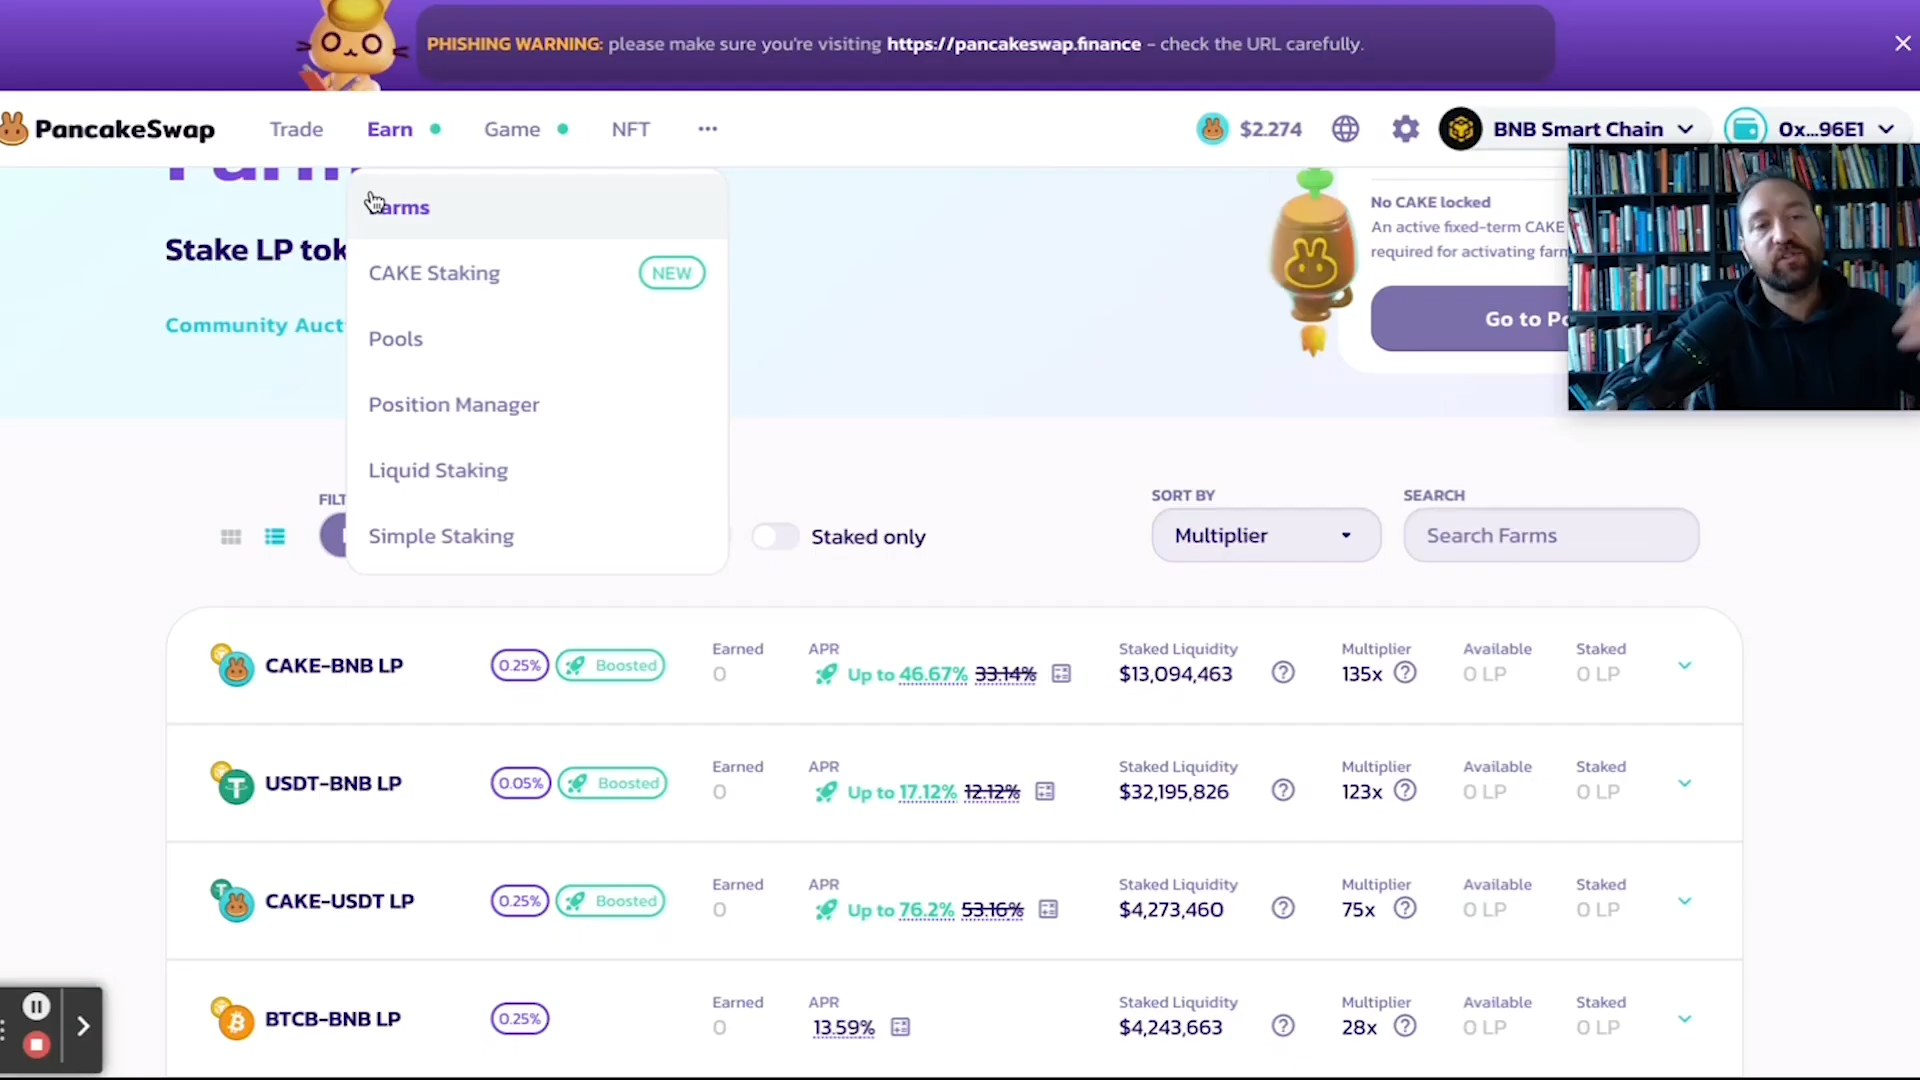 PHISHING WARNING: please make sure you're visiting https://pancakeswap.finance - check the URL carefully.
PancakeSwap
Trade
Earn
Game
NFT
$2.274
BNB Smart Chain
0x...96E1
Farms
CAKE Staking
NEW
Pools
Position Manager
Liquid Staking
Simple Staking
Stake LP tok
Community Aucti
No CAKE locked
An active fixed-term CAKE
required for activating farm
Go to Po
FILT
Staked only
SORT BY
Multiplier
SEARCH
Search Farms
CAKE-BNB LP
0.25%
Boosted
Earned
0
APR
Up to 46.67% 33.14%
Staked Liquidity
$13,094,463
Multiplier
135x
Available
0 LP
Staked
0 LP
USDT-BNB LP
0.05%
Boosted
Earned
0
APR
Up to 17.12% 12.12%
Staked Liquidity
$32,195,826
Multiplier
123x
Available
0 LP
Staked
0 LP
CAKE-USDT LP
0.25%
Boosted
Earned
0
APR
Up to 76.2% 53.16%
Staked Liquidity
$4,273,460
Multiplier
75x
Available
0 LP
Staked
0 LP
BTCB-BNB LP
0.25%
Earned
0
APR
13.59%
Staked Liquidity
$4,243,663
Multiplier
28x
Available
0 LP
Staked
0 LP